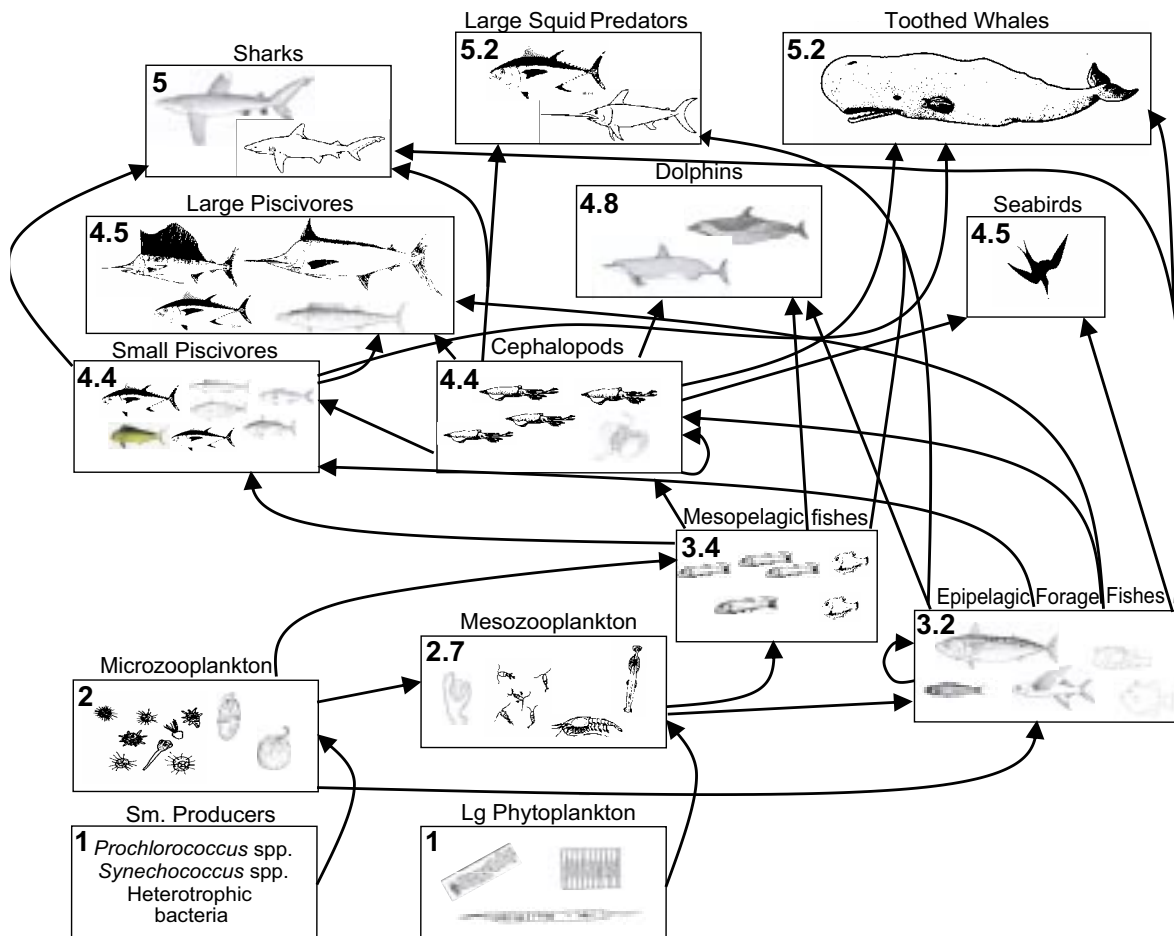 Large Squid Predators
5.2
Toothed Whales
5.2
Sharks
5
Dolphins
4.8
Large Piscivores
4.5
Seabirds
4.5
Small Piscivores
4.4
Cephalopods
4.4
Mesopelagic fishes
3.4
Epipelagic Forage Fishes
3.2
Mesozooplankton
2.7
Microzooplankton
2
Sm. Producers
1
Prochlorococcus spp.
Synechococcus spp.
Heterotrophic
bacteria
Lg Phytoplankton
1